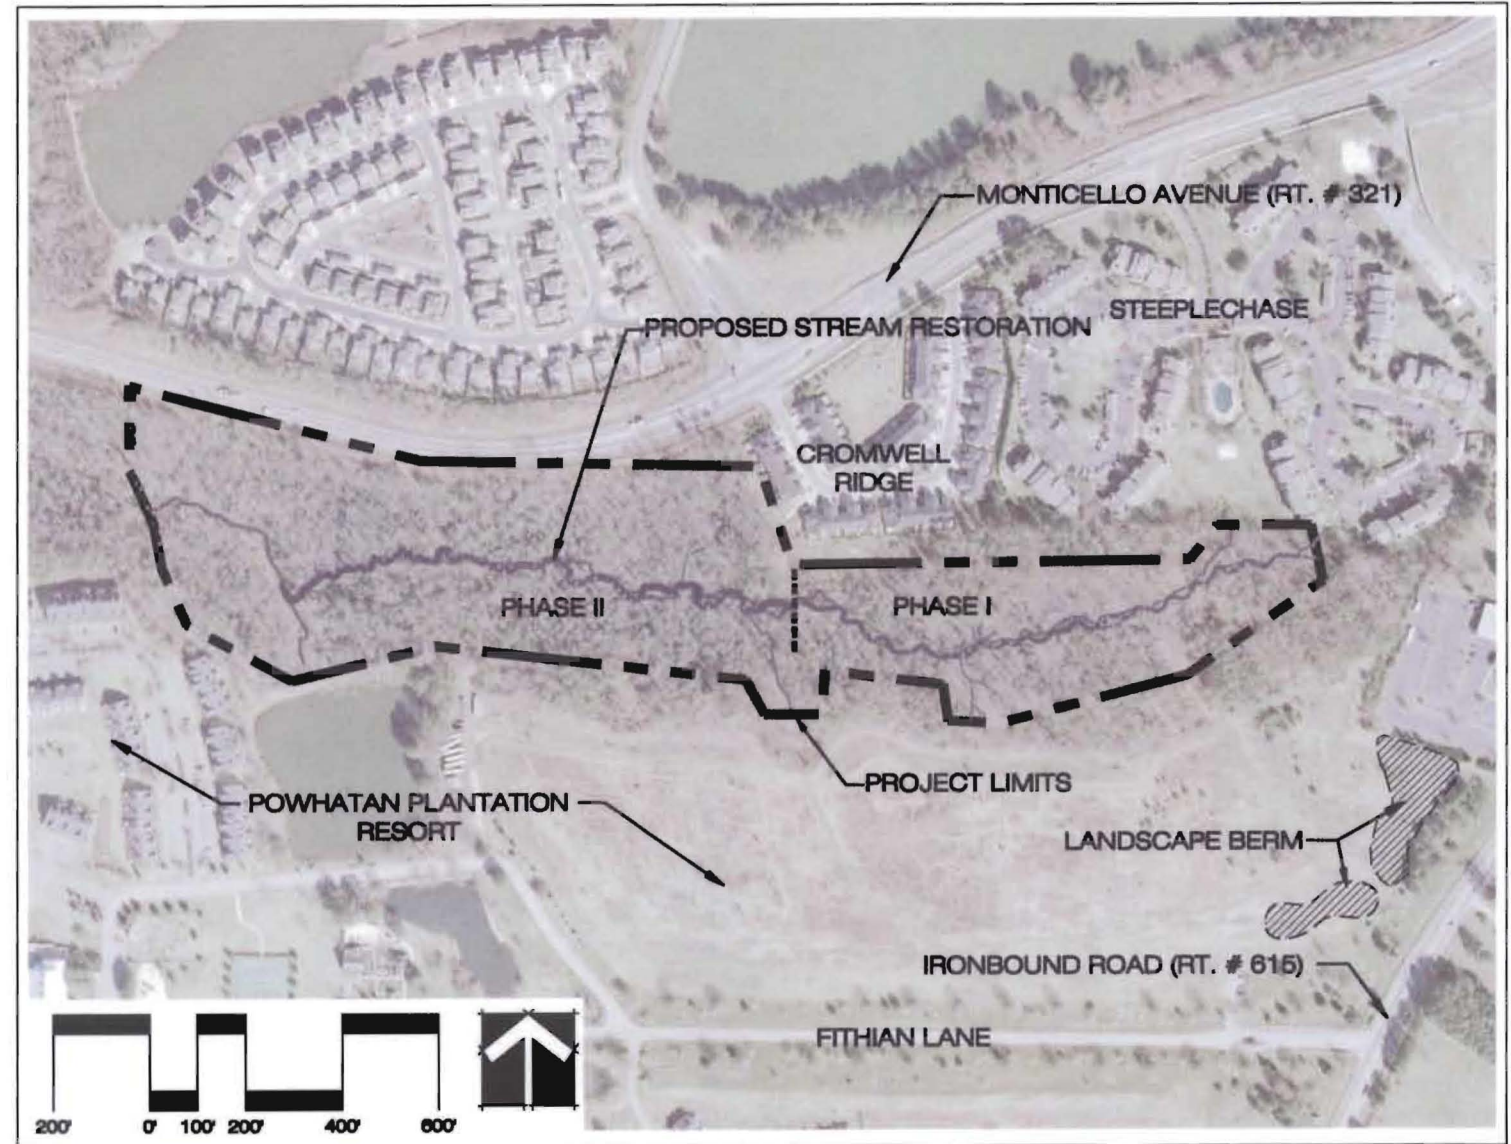 MONTICELLO AVENUE (RT. # 321)
STEEPLECHASE
PROPOSED STREAM RESTORATION
CROMWELL
RIDGE
PHASE II
PHASE I
PROJECT LIMITS
POWHATAN PLANTATION
RESORT
LANDSCAPE BERM
IRONBOUND ROAD (RT. # 615)
FITHIAN LANE
200' 0' 100' 200' 400' 600'